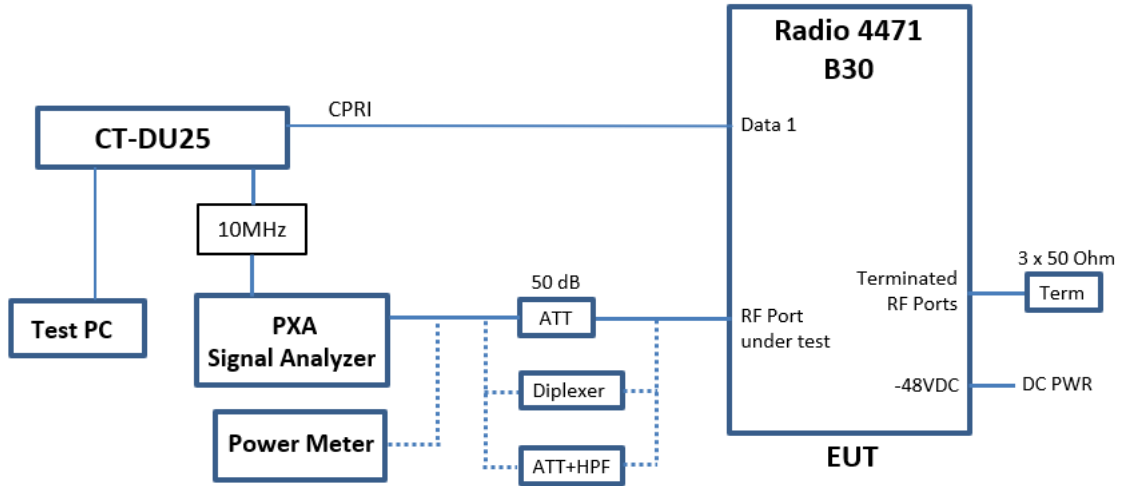 Radio 4471
B30
CPRI
CT-DU25
Data 1
10MHz
3 x 50 Ohm
50 dB
Terminated
RF Ports
Term
Test PC
PXA
Signal Analyzer
ATT
RF Port
under test
Diplexer
-48VDC
DC PWR
Power Meter
ATT+HPF
EUT